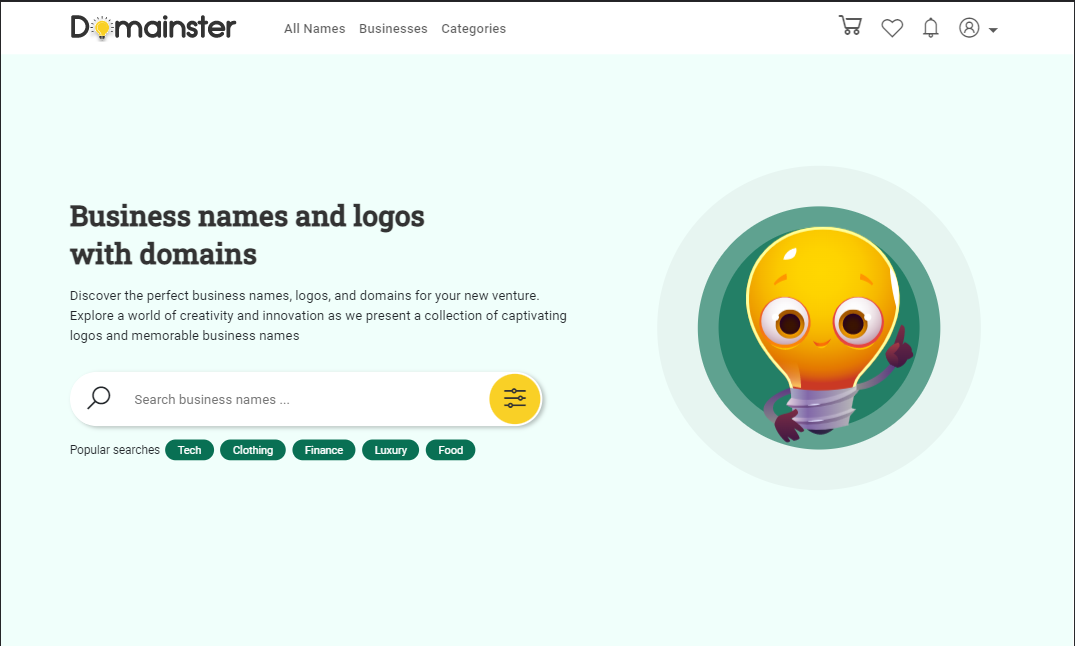 Domainster
All Names Businesses Categories
Business names and logos
with domains
Discover the perfect business names, logos, and domains for your new venture.
Explore a world of creativity and innovation as we present a collection of captivating
logos and memorable business names
Search business names ...
Popular searches Tech Clothing Finance Luxury Food